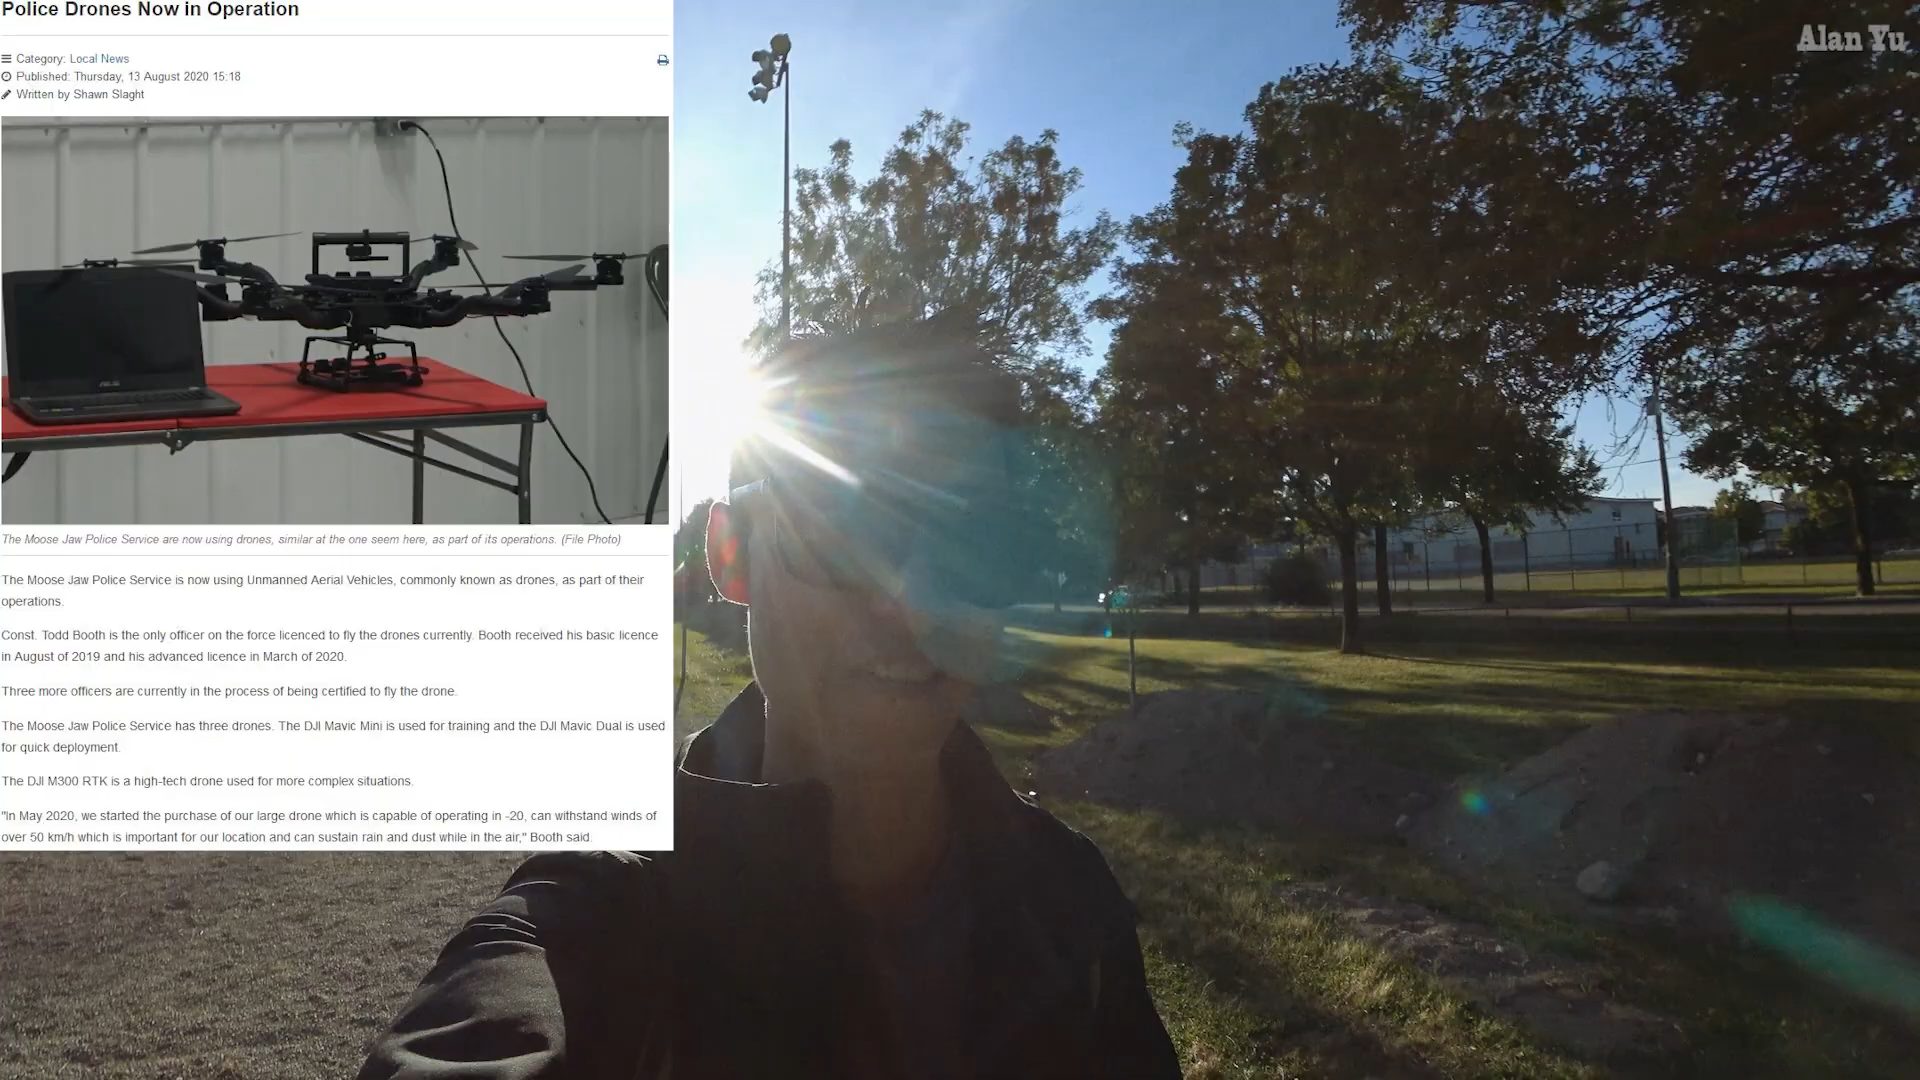 Police Drones Now in Operation
Category: Local News
Published: Thursday, 13 August 2020 15:18
Written by Shawn Slaght
ASUS
The Moose Jaw Police Service are now using drones, similar at the one seem here, as part of its operations. (File Photo)
The Moose Jaw Police Service is now using Unmanned Aerial Vehicles, commonly known as drones, as part of their
operations.
Const. Todd Booth is the only officer on the force licenced to fly the drones currently. Booth received his basic licence
in August of 2019 and his advanced licence in March of 2020.
Three more officers are currently in the process of being certified to fly the drone.
The Moose Jaw Police Service has three drones. The DJI Mavic Mini is used for training and the DJI Mavic Dual is used
for quick deployment.
The DJI M300 RTK is a high-tech drone used for more complex situations.
"In May 2020, we started the purchase of our large drone which is capable of operating in -20, can withstand winds of
over 50 km/h which is important for our location and can sustain rain and dust while in the air," Booth said.
Alan Yu